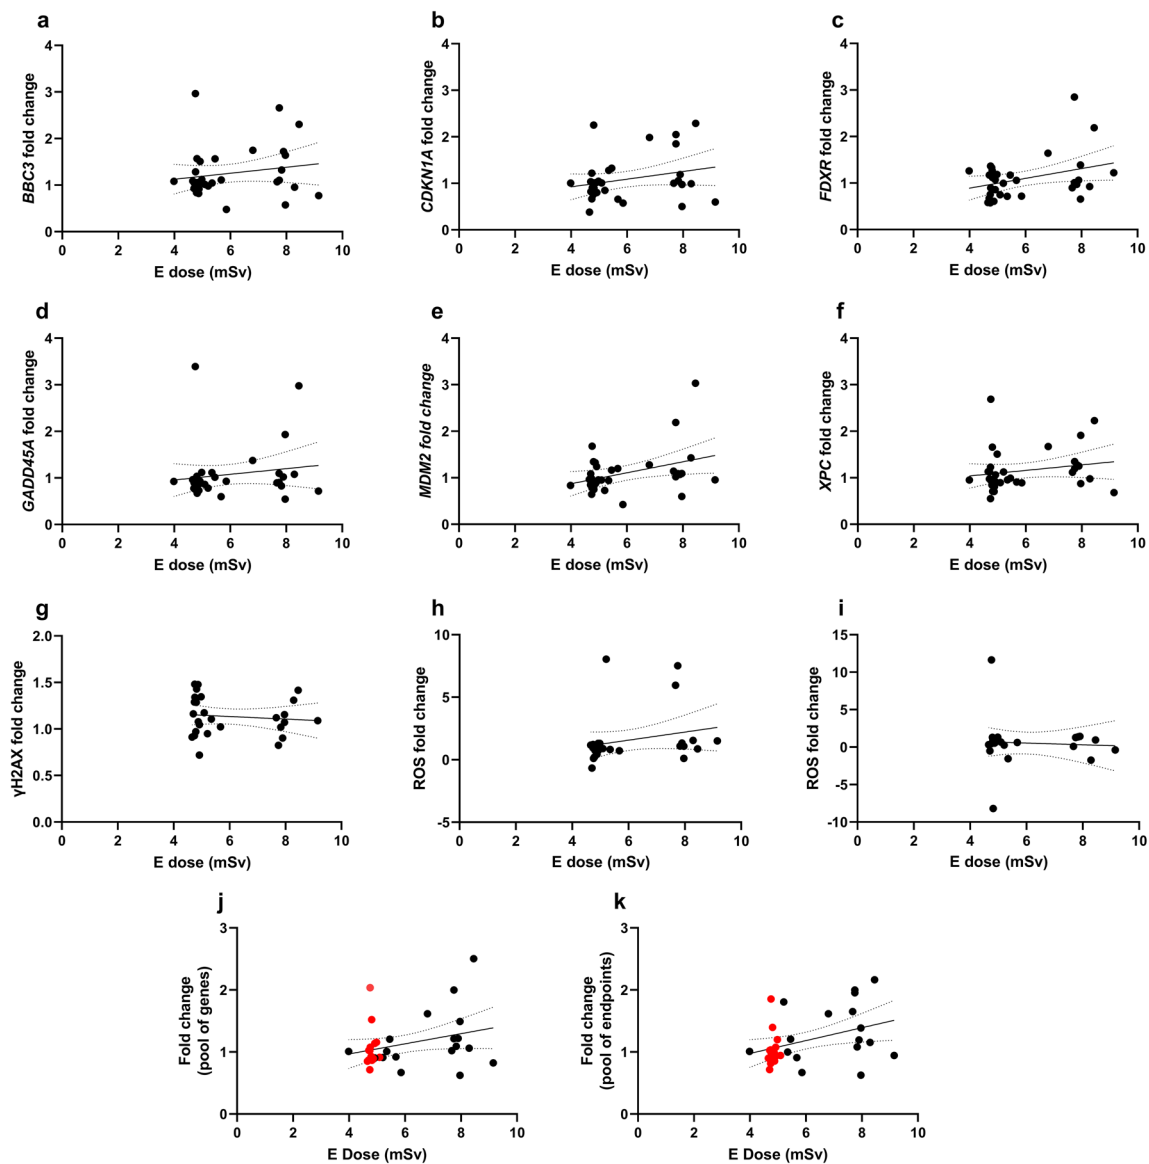 a
b
c
4
3
2
1
0
BBC3 fold change
0 2 4 6 8 10
E dose (mSv)
4
3
2
1
0
CDKN1A fold change
0 2 4 6 8 10
E dose (mSv)
4
3
2
1
0
FDXR fold change
0 2 4 6 8 10
E dose (mSv)
d
e
f
4
3
2
1
0
GADD45A fold change
0 2 4 6 8 10
E dose (mSv)
4
3
2
1
0
MDM2 fold change
0 2 4 6 8 10
E dose (mSv)
4
3
2
1
0
XPC fold change
0 2 4 6 8 10
E dose (mSv)
g
h
i
2.0
1.5
1.0
0.5
0.0
γH2AX fold change
0 2 4 6 8 10
E dose (mSv)
10
5
0
-5
ROS fold change
0 2 4 6 8 10
E dose (mSv)
15
10
5
0
-5
-10
ROS fold change
0 2 4 6 8 10
E dose (mSv)
j
k
3
2
1
0
Fold change
(pool of genes)
0 2 4 6 8 10
E Dose (mSv)
3
2
1
0
Fold change
(pool of endpoints)
0 2 4 6 8 10
E Dose (mSv)